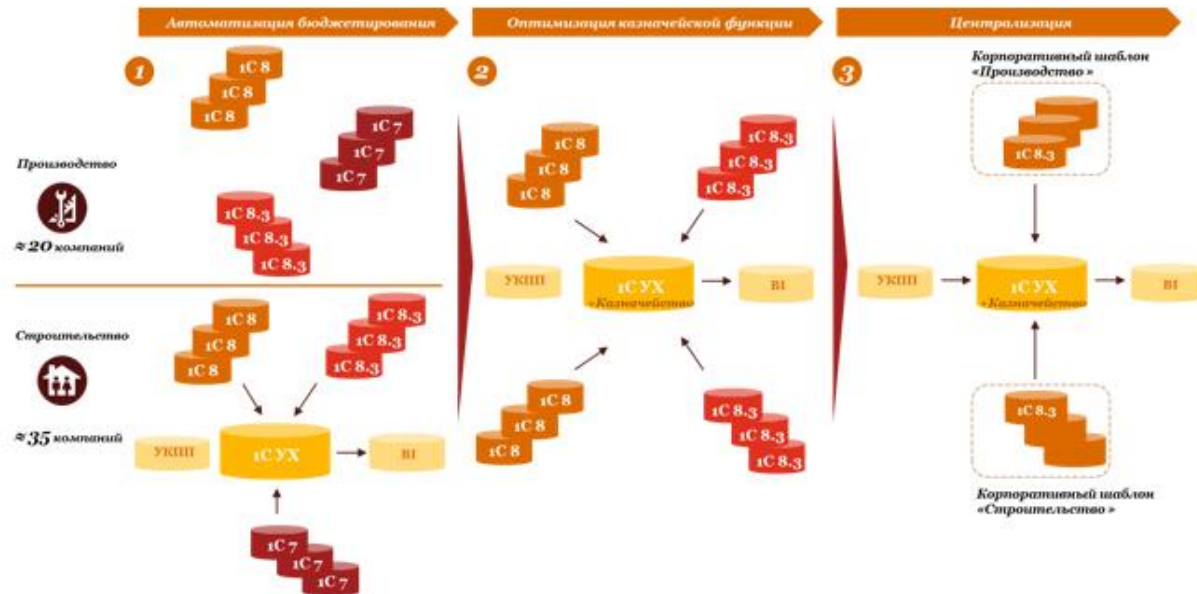 Автоматизация бюджетирования
Оптимизация казначейской функции
Централизация
1
1С 8
1С 8
1С 8
1С 7
1С 7
1С 7
Производство
≈20 компаний
1С 8.3
1С 8.3
1С 8.3
Строительство
≈35 компаний
1С 8
1С 8
1С 8
1С 8.3
1С 8.3
1С 8.3
УКПП
1С УХ
BI
1С 7
1С 7
1С 7
2
1С 8
1С 8
1С 8
1С 8.3
1С 8.3
1С 8.3
УКПП
1С УХ
+Казначейство
BI
1С 8
1С 8
1С 8
1С 8.3
1С 8.3
1С 8.3
3
Корпоративный шаблон
«Производство»
1С 8.3
УКПП
1С УХ
+Казначейство
BI
1С 8.3
Корпоративный шаблон
«Строительство»